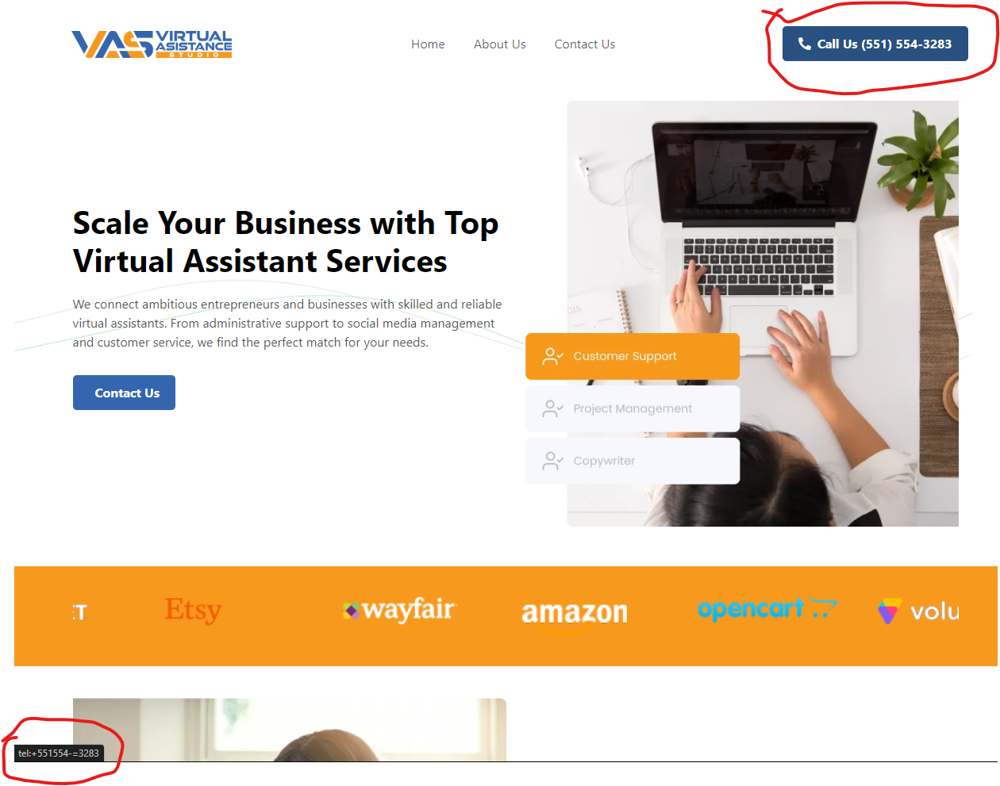 VAS VIRTUAL
ASISTANCE
STUDIO
Home
About Us
Contact Us
Call Us (551) 554-3283
Scale Your Business with Top
Virtual Assistant Services
We connect ambitious entrepreneurs and businesses with skilled and reliable
virtual assistants. From administrative support to social media management
and customer service, we find the perfect match for your needs.
Contact Us
Customer Support
Project Management
Copywriter
ET
Etsy
wayfair
amazon
opencart
volu
tel:+551554-=3283